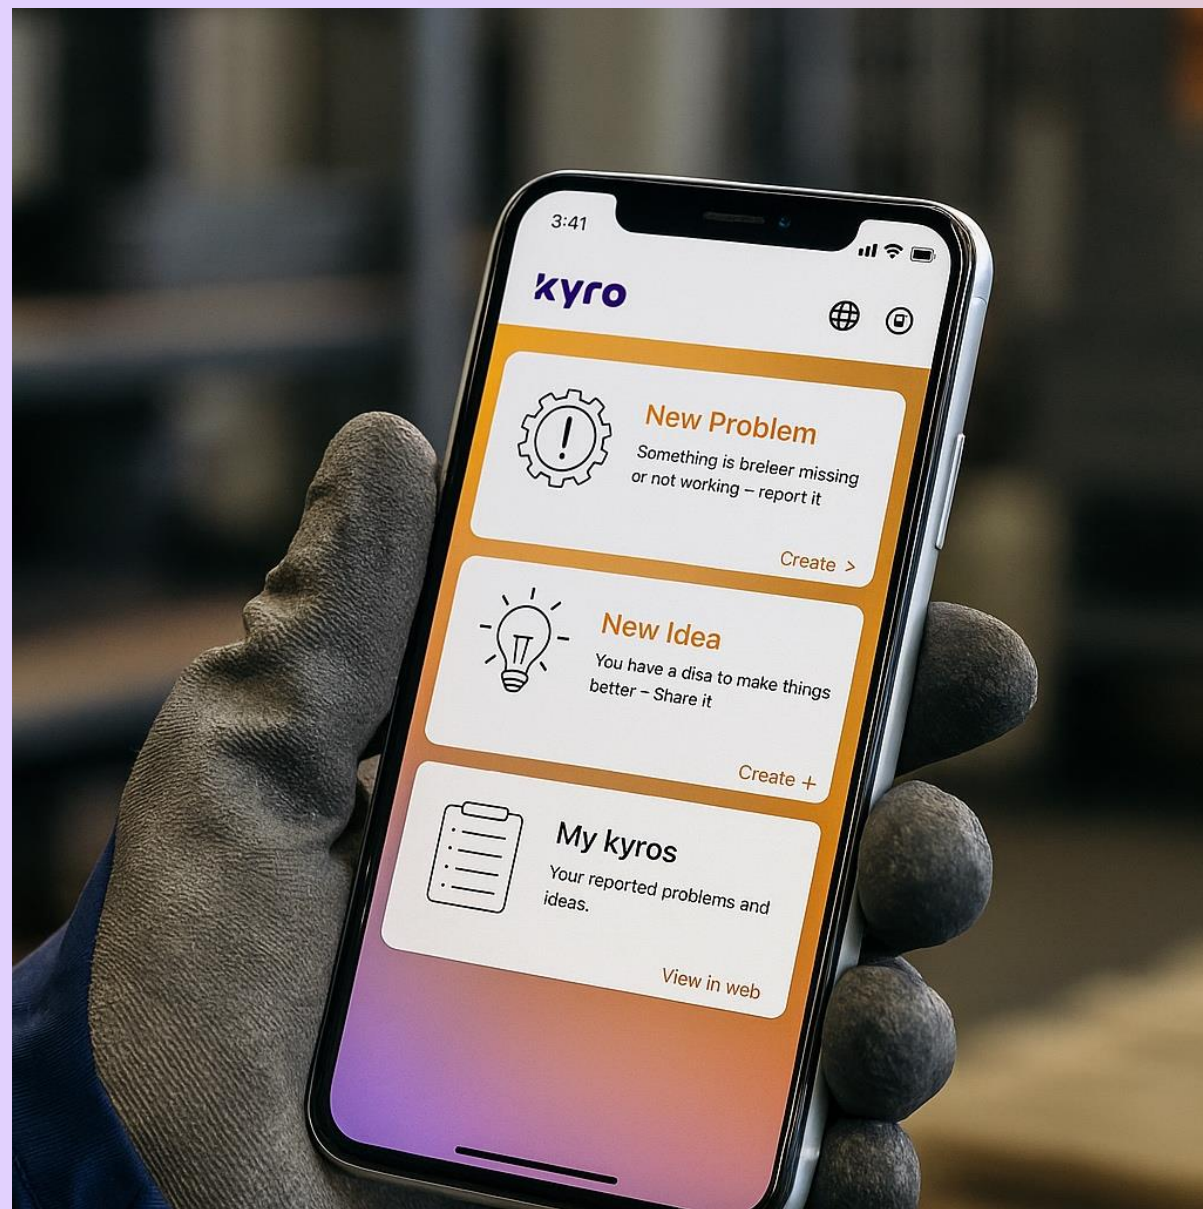 3:41
kyro
New Problem
Something is breleer missing
or not working – report it
Create >
New Idea
You have a disa to make things
better – Share it
Create +
My kyros
Your reported problems and
ideas.
View in web